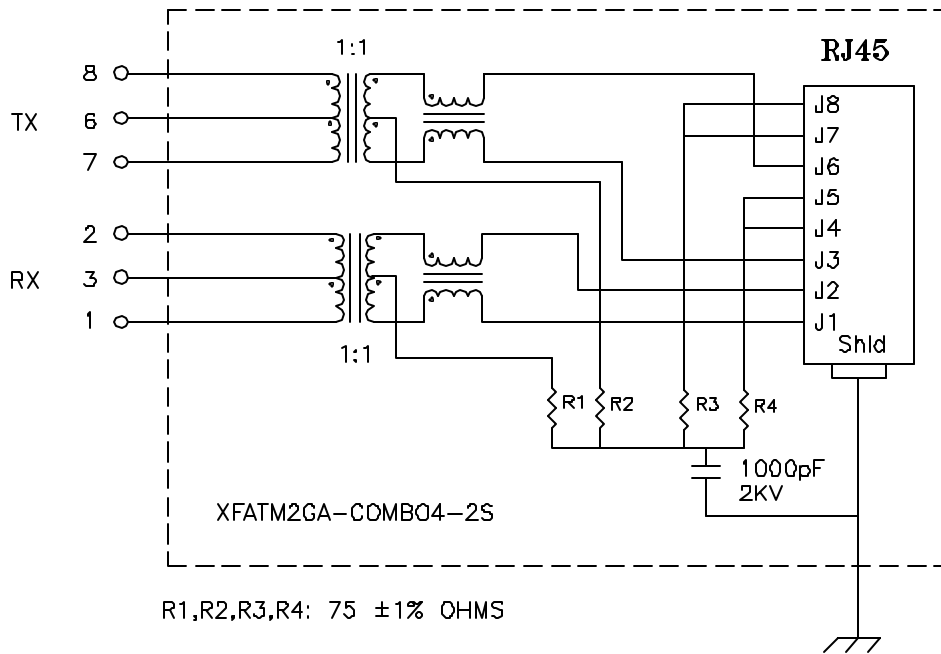 1:1
RJ45
8
J8
TX
6
J7
7
J6
J5
2
J4
RX
3
J3
J2
1
J1
1:1
Shld
R1
R2
R3
R4
1000pF
2KV
XFATM2GA-COMBO4-2S
R1,R2,R3,R4: 75 ±1% OHMS